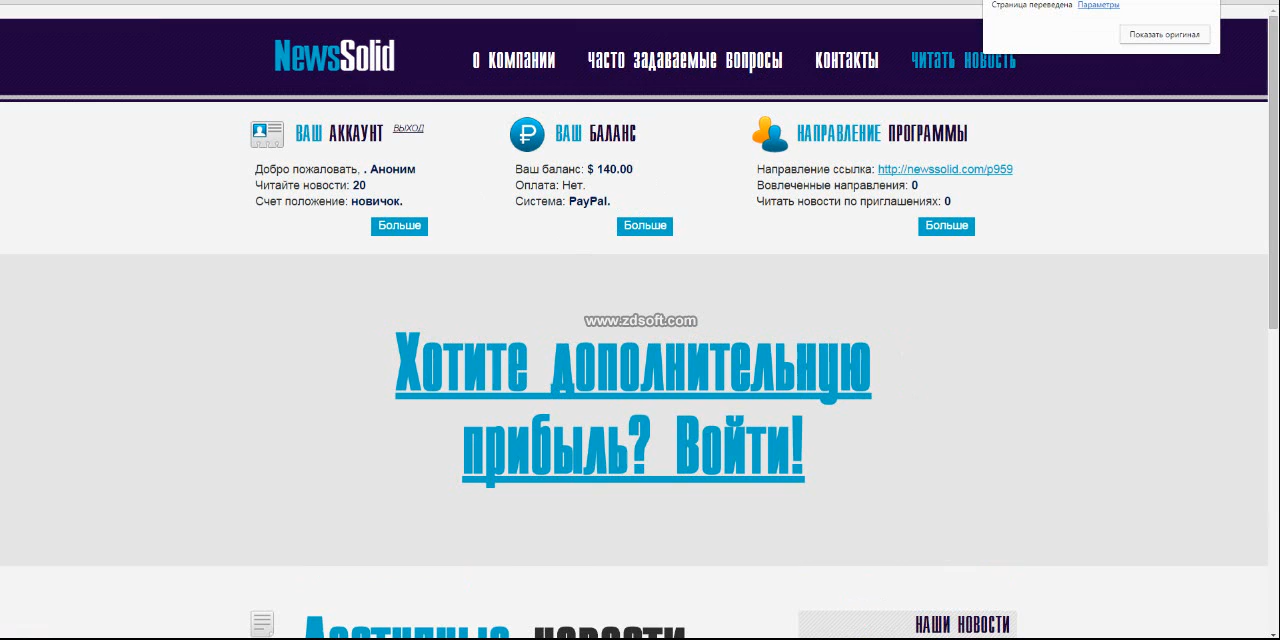 Страница переведена Параметры
Показать оригинал
NewsSolid
О КОМПАНИИ ЧАСТО ЗАДАВАЕМЫЕ ВОПРОСЫ КОНТАКТЫ ЧИТАТЬ НОВОСТЬ
ВАШ АККАУНТ ВЫХОД
Добро пожаловать, . Аноним
Читайте новости: 20
Счет положение: новичок.
Больше
ВАШ БАЛАНС
Ваш баланс: $ 140.00
Оплата: Нет.
Система: PayPal.
Больше
НАПРАВЛЕНИЕ ПРОГРАММЫ
Направление ссылка: http://newssolid.com/p959
Вовлеченные направления: 0
Читать новости по приглашениях: 0
Больше
www.zdsoft.com
Хотите дополнительную
прибыль? Войти!
Доступные новости
НАШИ НОВОСТИ